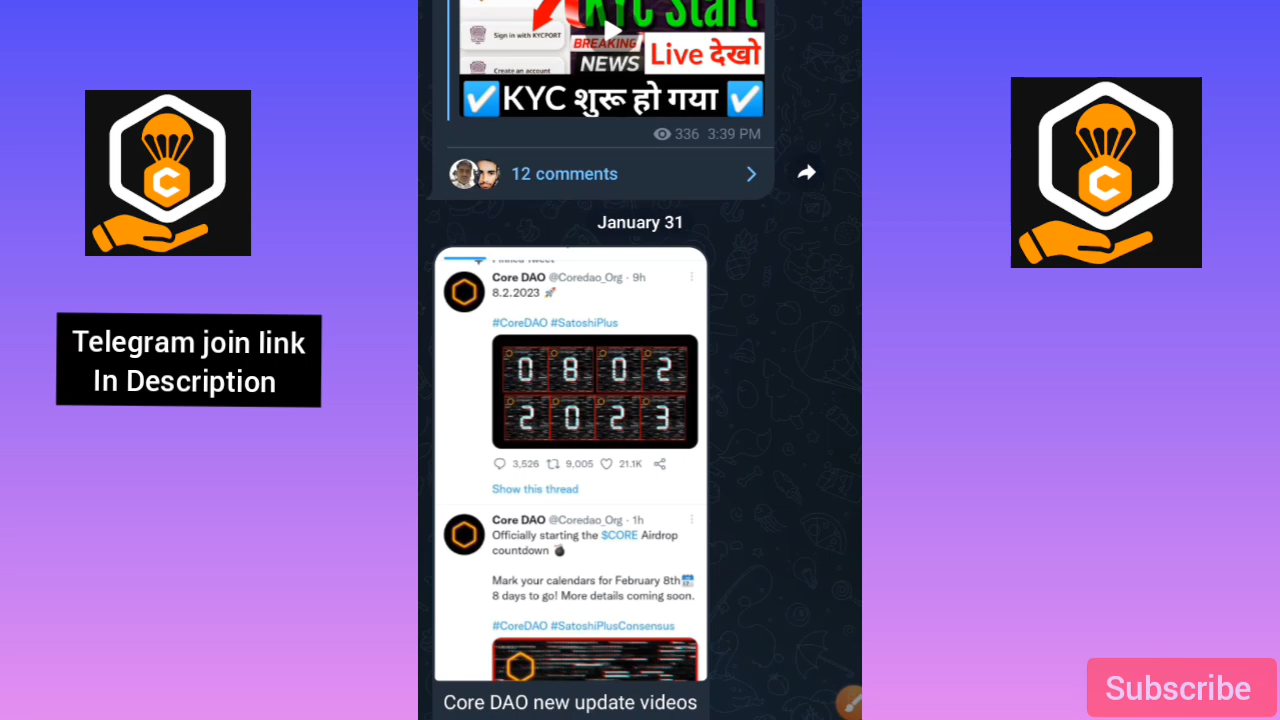 KYC Start
Sign in with KYCPORT
BREAKING
NEWS
Live देखो
Create an account
✅KYC शुरू हो गया ✅
336 3:39 PM
12 comments
January 31
Pinned Tweet
Core DAO @Coredao_Org · 9h
8.2.2023 🚀
#CoreDAO #SatoshiPlus
0 8 0 2
2 0 2 3
3,526 9,005 21.1K
Show this thread
Core DAO @Coredao_Org · 1h
Officially starting the $CORE Airdrop
countdown 💣
Mark your calendars for February 8th📅
8 days to go! More details coming soon.
#CoreDAO #SatoshiPlusConsensus
Core DAO new update videos
Telegram join link
In Description
Subscribe